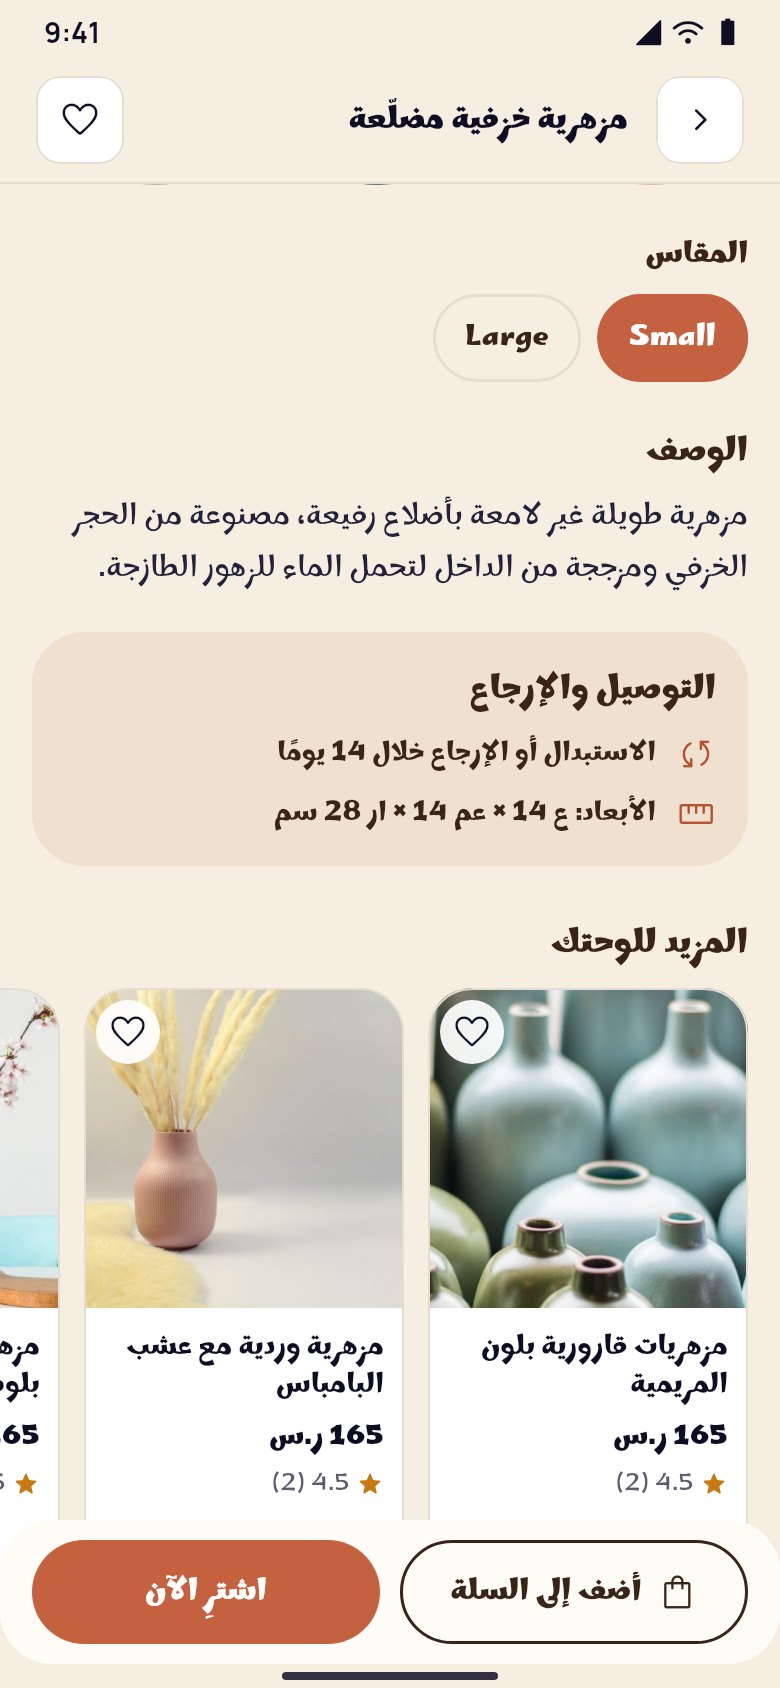 9:41
مزهرية خزفية مضلّعة
المقاس
Small
Large
الوصف
مزهرية طويلة غير لامعة بأضلاع رفيعة، مصنوعة من الحجر
الخزفي ومزججة من الداخل لتحمل الماء للزهور الطازجة.
التوصيل والإرجاع
الاستبدال أو الإرجاع خلال 14 يومًا
الأبعاد: ع 14 × عم 14 × ار 28 سم
المزيد للوحتك
مزهريات قارورية بلون
المريمية
165 ر.س
4.5 (2)
مزهرية وردية مع عشب
البامباس
165 ر.س
4.5 (2)
أضف إلى السلة
اشترِ الآن